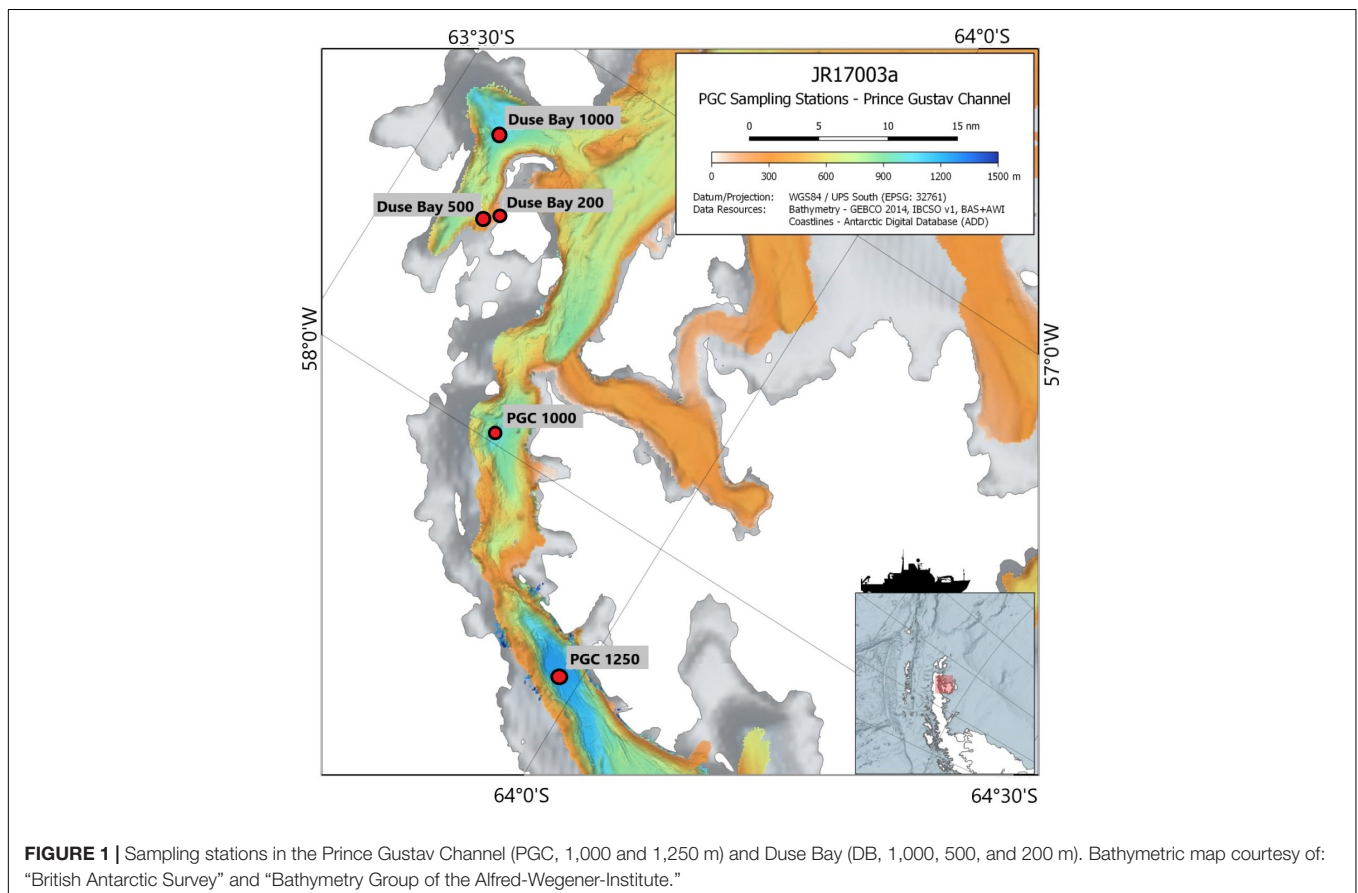 63°30'S
64°0'S
JR17003a
PGC Sampling Stations - Prince Gustav Channel
0 5 10 15 nm
0 300 600 900 1200 1500 m
Datum/Projection: WGS84 / UPS South (EPSG: 32761)
Data Resources: Bathymetry - GEBCO 2014, IBCSO v1, BAS+AWI
Coastlines - Antarctic Digital Database (ADD)
Duse Bay 1000
Duse Bay 500
Duse Bay 200
58°0'W
57°0'W
PGC 1000
PGC 1250
64°0'S
64°30'S
FIGURE 1 | Sampling stations in the Prince Gustav Channel (PGC, 1,000 and 1,250 m) and Duse Bay (DB, 1,000, 500, and 200 m). Bathymetric map courtesy of:
“British Antarctic Survey” and “Bathymetry Group of the Alfred-Wegener-Institute.”